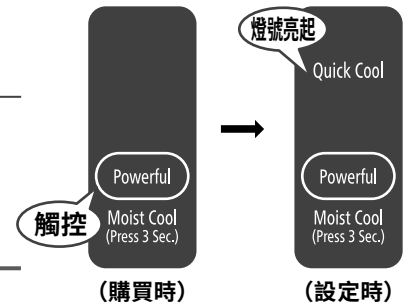 燈號亮起
Quick Cool
Powerful
觸控
Moist Cool
(Press 3 Sec.)
Powerful
Moist Cool
(Press 3 Sec.)
(購買時)
(設定時)